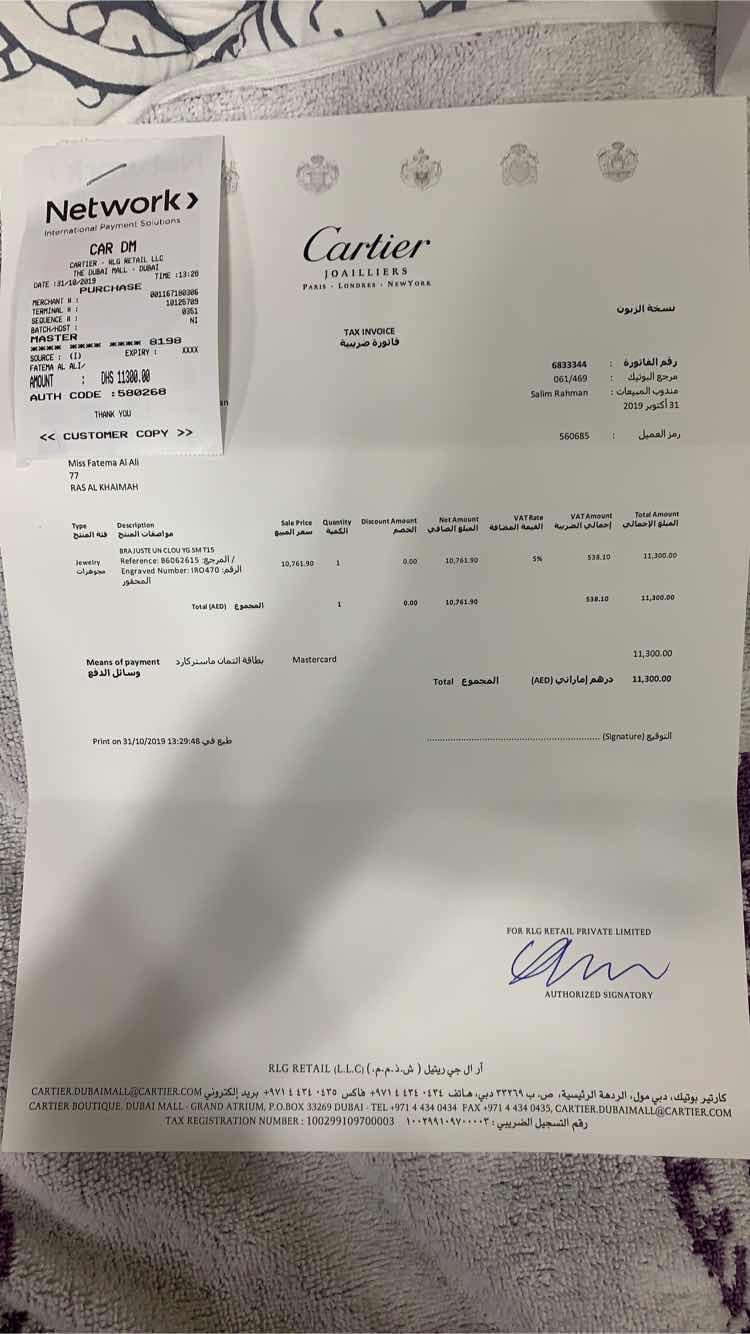 Network>
International Payment Solutions
CAR DM
CARTIER - RLG RETAIL LLC
THE DUBAI MALL - DUBAI
DATE :31/10/2019 TIME :13:28
PURCHASE
MERCHANT # : 001167180306
TERMINAL # : 10125789
SEQUENCE # : 0351
BATCH/HOST : NI
MASTER
**** **** **** 8198
SOURCE : (I) EXPIRY : XXXX
FATEMA AL ALI/
AMOUNT : DHS 11300.00
AUTH CODE :580268
THANK YOU
<< CUSTOMER COPY >>
Cartier
JOAILLIERS
PARIS - LONDRES - NEWYORK
نسخة الزبون
TAX INVOICE
فاتورة ضريبية
رقم الفاتورة : 6833344
مرجع البوتيك : 061/469
مندوب المبيعات : Salim Rahman
31 أكتوبر 2019
رمز العميل : 560685
Miss Fatema Al Ali
77
RAS AL KHAIMAH
Type Description Sale Price Quantity Discount Amount Net Amount VAT Rate VAT Amount Total Amount
فئة المنتج مواصفات المنتج سعر المبيع الكمية الخصم المبلغ الصافي القيمة المضافة إجمالي الضريبة المبلغ الإجمالي
BRA JUSTE UN CLOU YG SM T15
Jewelry Reference: B6062615 المرجع: / 10,761.90 1 0.00 10,761.90 5% 538.10 11,300.00
مجوهرات Engraved Number: IRO470 الرقم:
المحفور
Total (AED) المجموع 1 0.00 10,761.90 538.10 11,300.00
Means of payment بطاقة ائتمان ماستركارد Mastercard 11,300.00
وسائل الدفع
Total المجموع درهم إماراتي (AED) 11,300.00
Print on 31/10/2019 13:29:48 طبع في
التوقيع (Signature)
FOR RLG RETAIL PRIVATE LIMITED
AUTHORIZED SIGNATORY
RLG RETAIL (L.L.C) آر ال جي ريتيل ( ش.ذ.م.م.)
كارتير بوتيك، دبي مول، الردهة الرئيسية، ص. ب ٣٣٢٦٩ دبي، هاتف ٠٤٣٤ ٤٣٤ ٤ ٩٧١+ فاكس ٠٤٣٥ ٤٣٤ ٤ ٩٧١+ بريد إلكتروني CARTIER.DUBAIMALL@CARTIER.COM
CARTIER BOUTIQUE, DUBAI MALL - GRAND ATRIUM, P.O.BOX 33269 DUBAI - TEL +971 4 434 0434 FAX +971 4 434 0435, CARTIER.DUBAIMALL@CARTIER.COM
TAX REGISTRATION NUMBER : 100299109700003 رقم التسجيل الضريبي : ١٠٠٢٩٩١٠٩٧٠٠٠٠٣